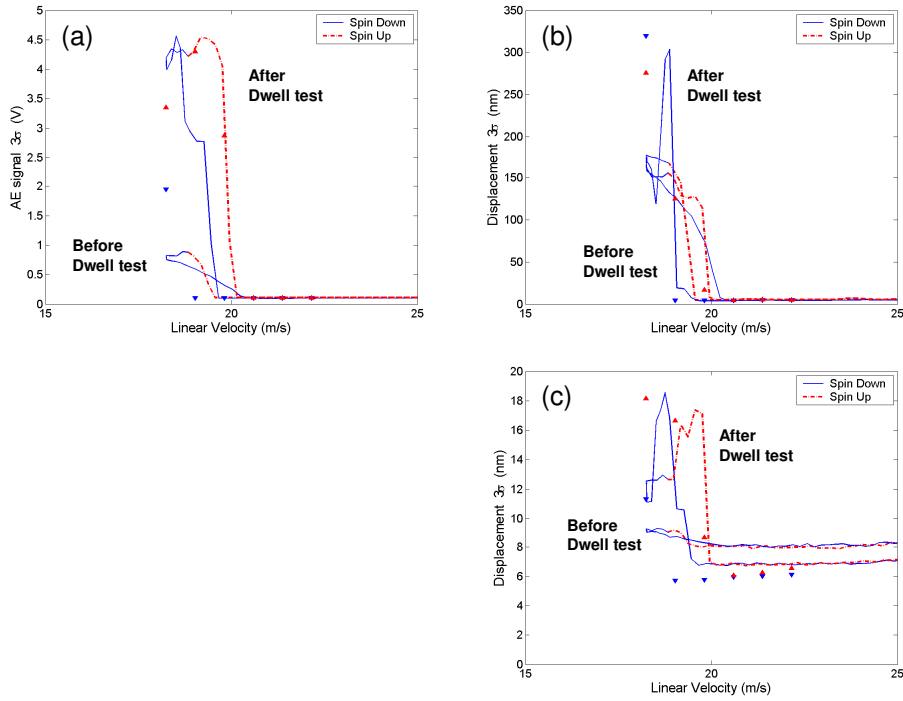 (a)
Spin Down
Spin Up
After
Dwell test
Before
Dwell test
AE signal 3σ (V)
5
4.5
4
3.5
3
2.5
2
1.5
1
0.5
0
15
20
25
Linear Velocity (m/s)
(b)
Spin Down
Spin Up
After
Dwell test
Before
Dwell test
Displacement 3σ (nm)
350
300
250
200
150
100
50
0
15
20
25
Linear Velocity (m/s)
(c)
Spin Down
Spin Up
After
Dwell test
Before
Dwell test
Displacement 3σ (nm)
20
18
16
14
12
10
8
6
4
2
0
15
20
25
Linear Velocity (m/s)